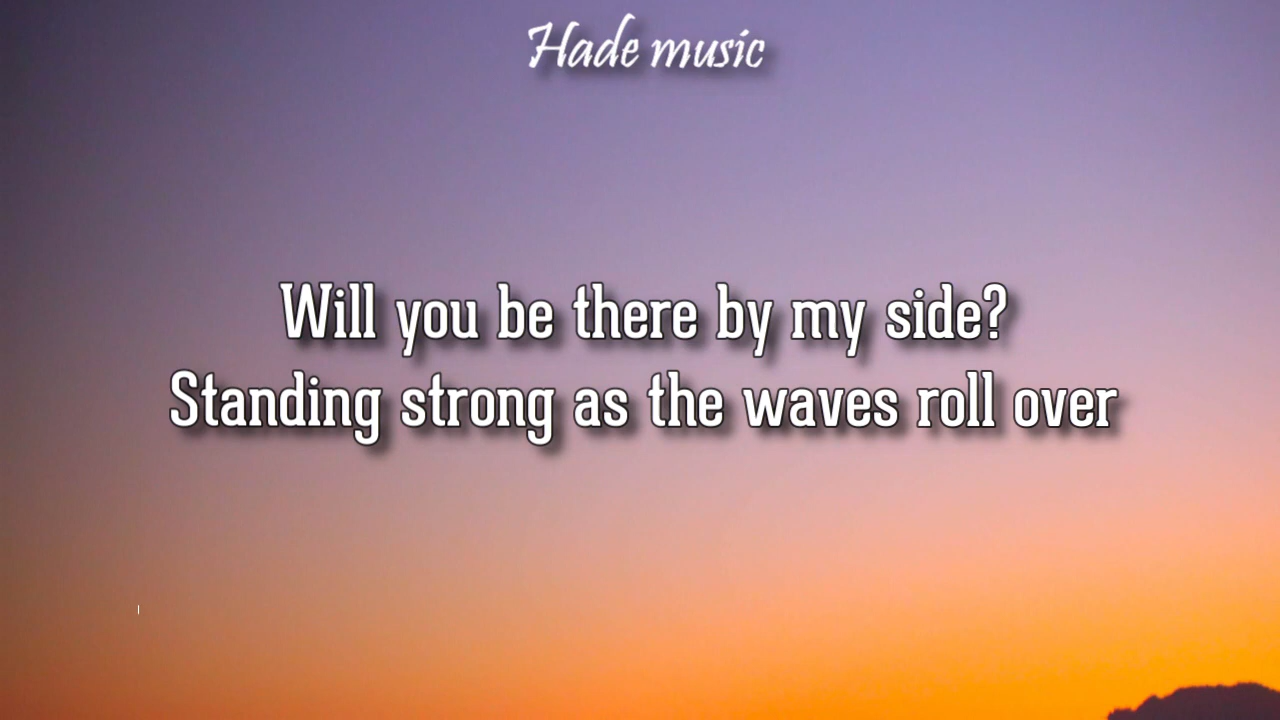 Hade music
Will you be there by my side?
Standing strong as the waves roll over